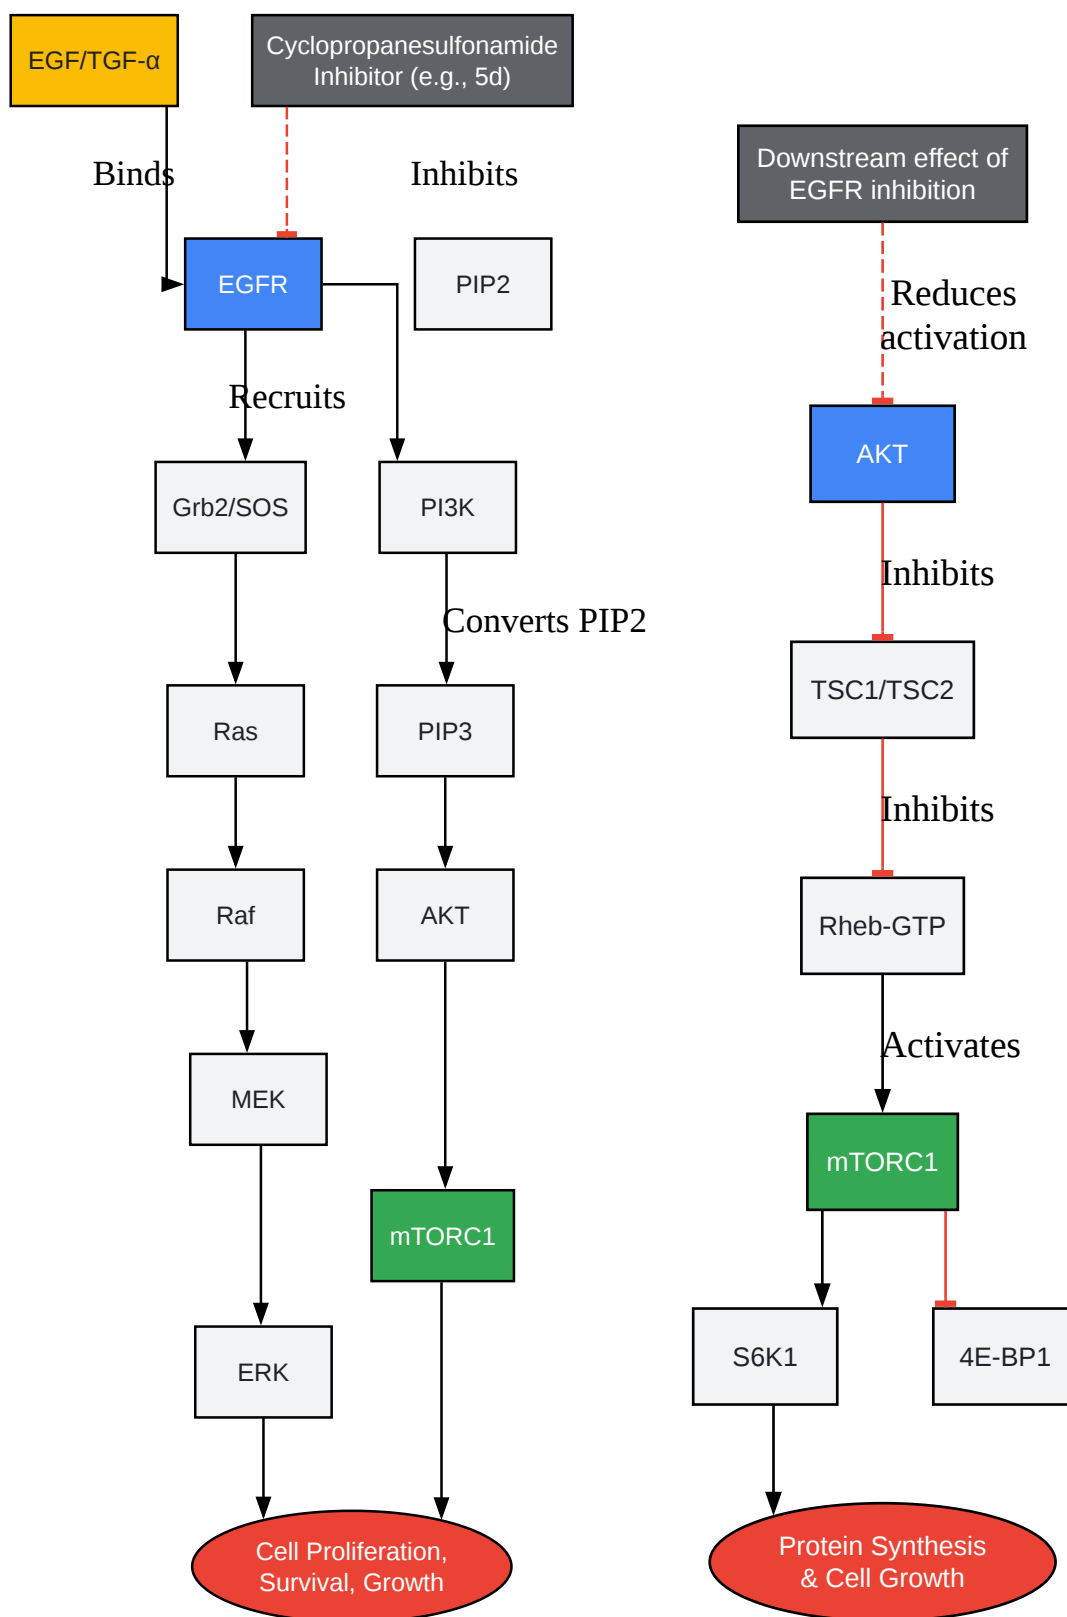 EGF/TGF-α
Cyclopropanesulfonamide
Inhibitor (e.g., 5d)
Binds
Inhibits
EGFR
PIP2
Recruits
Grb2/SOS
PI3K
Converts PIP2
Ras
PIP3
Raf
AKT
MEK
mTORC1
ERK
Cell Proliferation,
Survival, Growth
Downstream effect of
EGFR inhibition
Reduces
activation
AKT
Inhibits
TSC1/TSC2
Inhibits
Rheb-GTP
Activates
mTORC1
S6K1
4E-BP1
Protein Synthesis
& Cell Growth